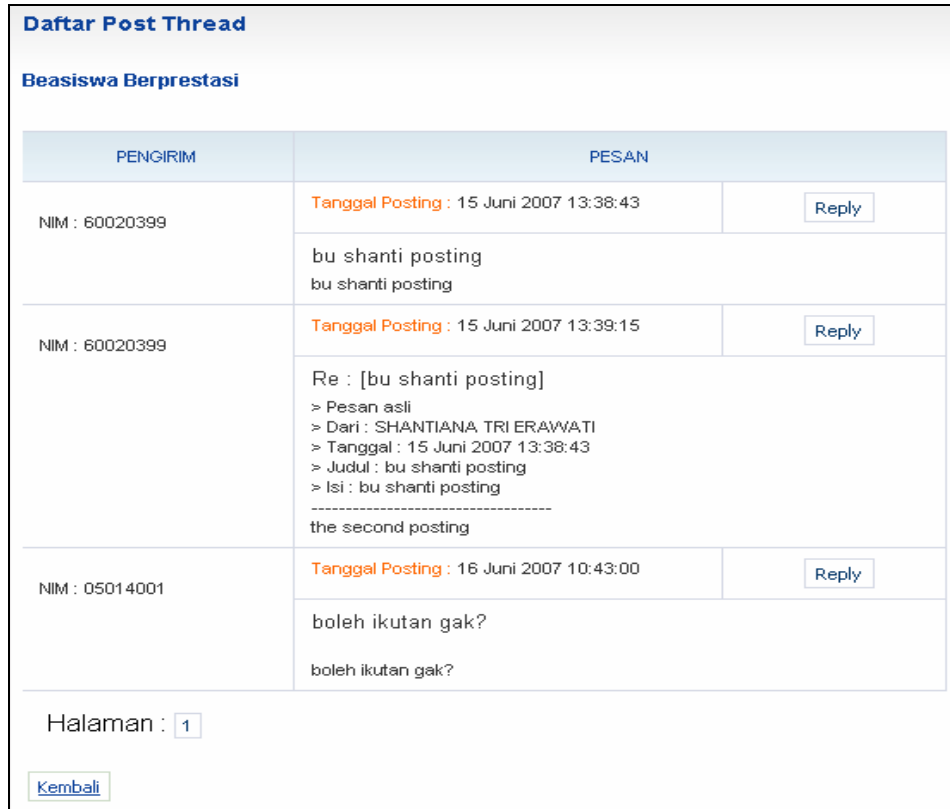 Daftar Post Thread
Beasiswa Berprestasi
PENGIRIM PESAN
NIM : 60020399
Tanggal Posting : 15 Juni 2007 13:38:43 Reply
bu shanti posting
bu shanti posting
NIM : 60020399
Tanggal Posting : 15 Juni 2007 13:39:15 Reply
Re : [bu shanti posting]
> Pesan asli
> Dari : SHANTIANA TRI ERAWATI
> Tanggal : 15 Juni 2007 13:38:43
> Judul : bu shanti posting
> Isi : bu shanti posting
-----------------------------------
the second posting
NIM : 05014001
Tanggal Posting : 16 Juni 2007 10:43:00 Reply
boleh ikutan gak?
boleh ikutan gak?
Halaman : 1
Kembali